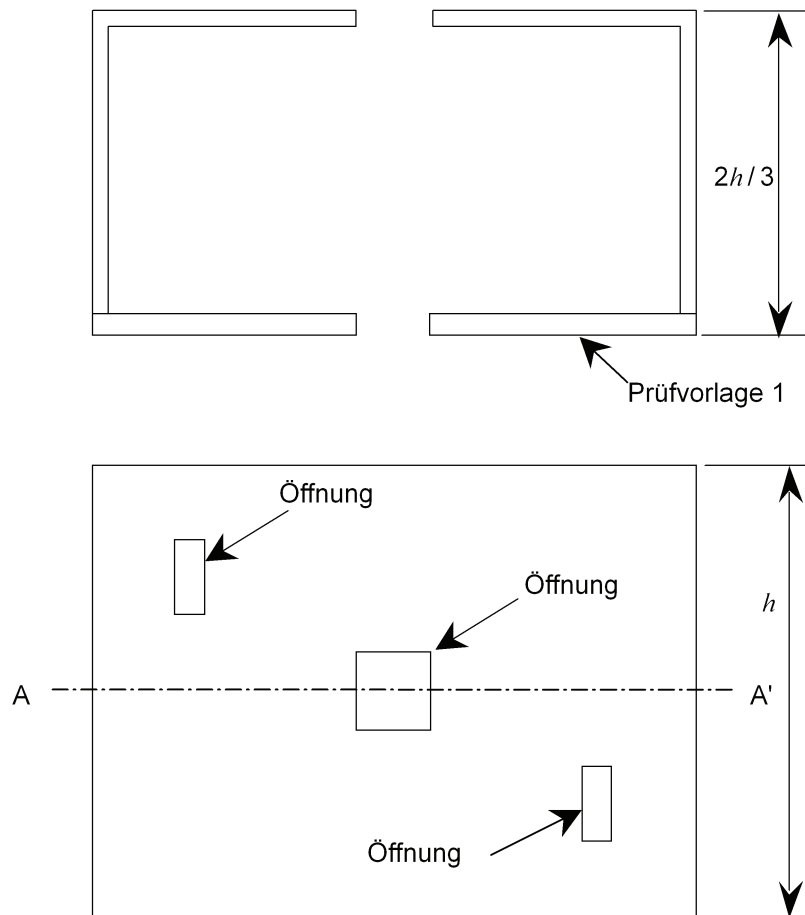 2h / 3
Prüfvorlage 1
Öffnung
Öffnung
h
A
A'
Öffnung